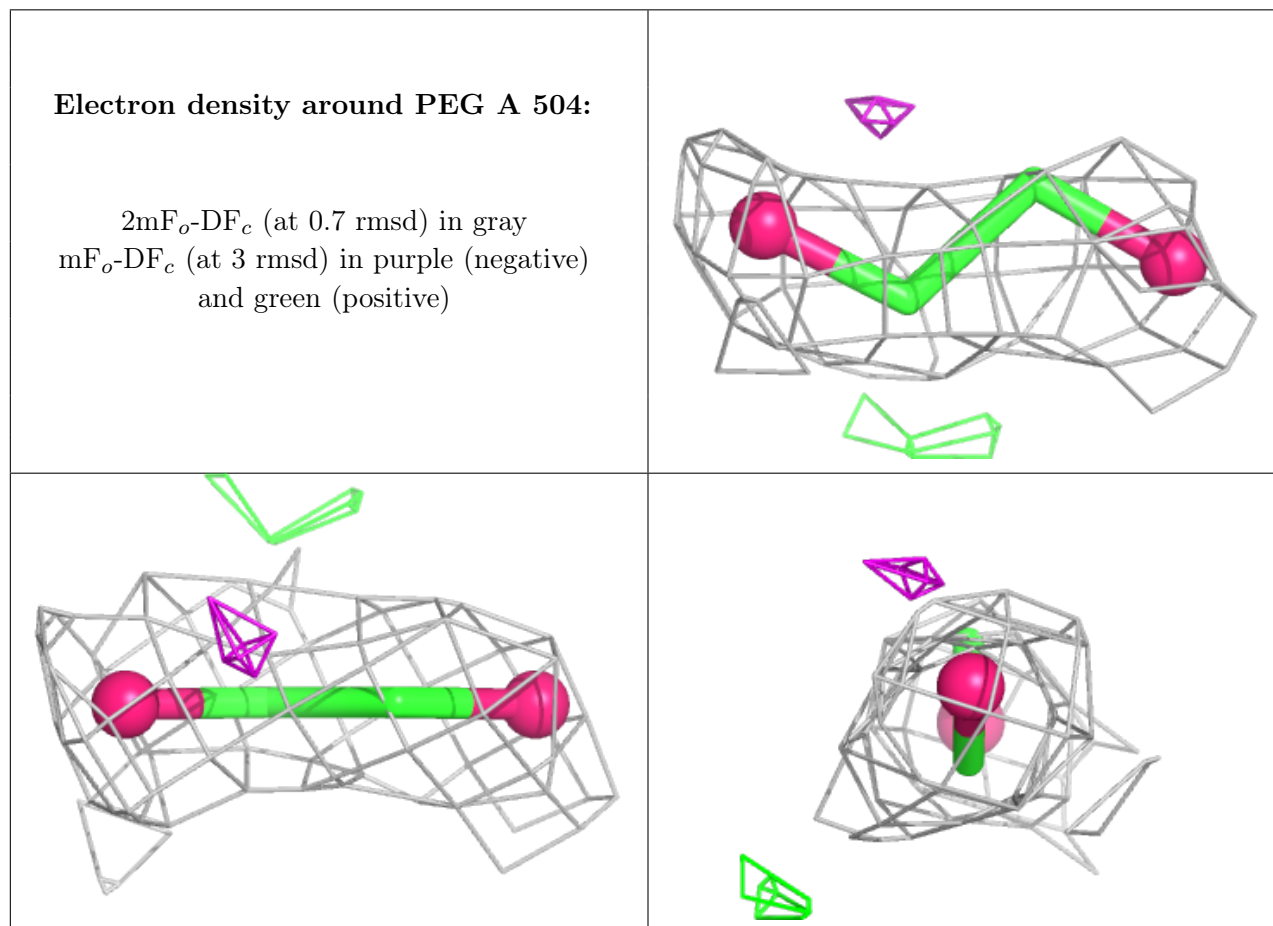 Electron density around PEG A 504:
2mFo-DFc (at 0.7 rmsd) in gray
mFo-DFc (at 3 rmsd) in purple (negative)
and green (positive)